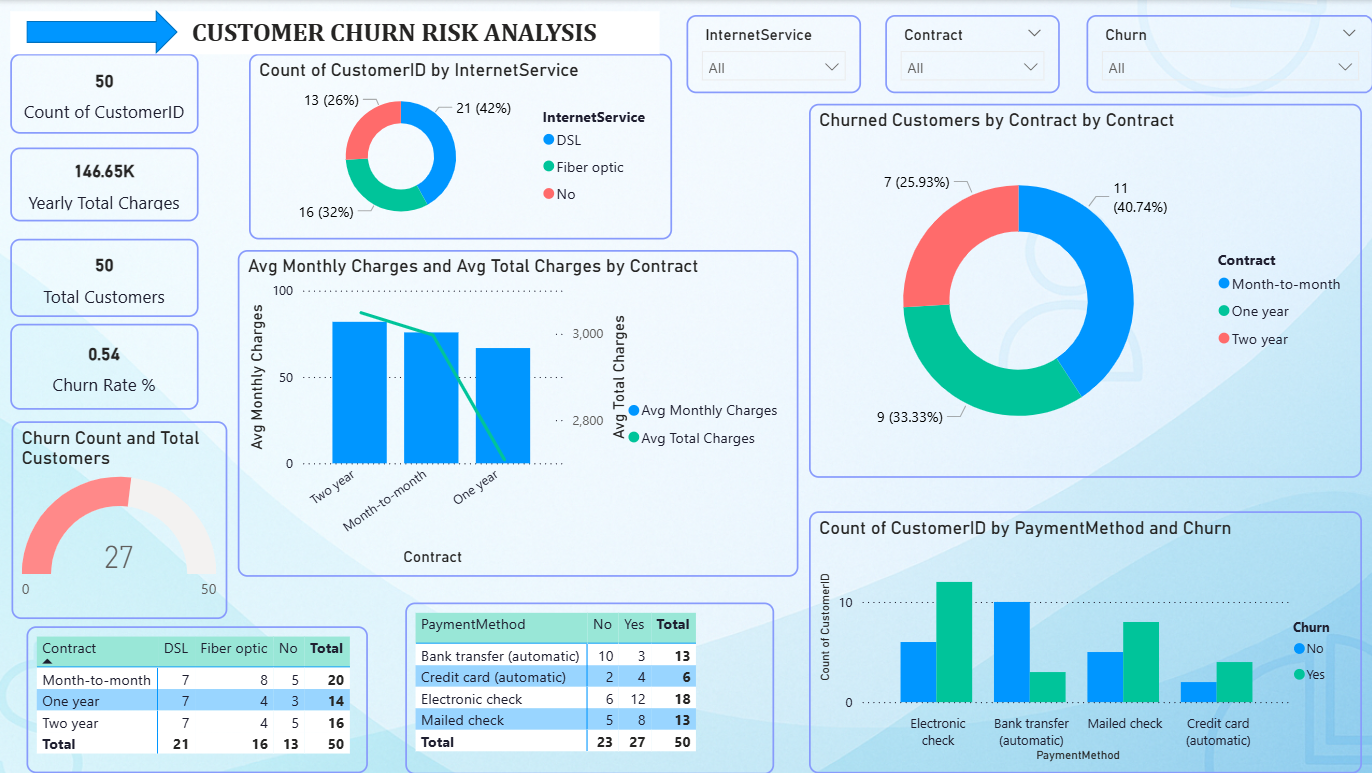 CUSTOMER CHURN RISK ANALYSIS
InternetService
All
Contract
All
Churn
All
50
Count of CustomerID
146.65K
Yearly Total Charges
50
Total Customers
0.54
Churn Rate %
Churn Count and Total
Customers
27
0
50
Count of CustomerID by InternetService
13 (26%)
21 (42%)
16 (32%)
InternetService
DSL
Fiber optic
No
Avg Monthly Charges and Avg Total Charges by Contract
Avg Monthly Charges
100
50
0
3,000
2,800
Avg Total Charges
Two year
Month-to-month
One year
Contract
Avg Monthly Charges
Avg Total Charges
Churned Customers by Contract by Contract
7 (25.93%)
11
(40.74%)
9 (33.33%)
Contract
Month-to-month
One year
Two year
Contract DSL Fiber optic No Total
Month-to-month 7 8 5 20
One year 7 4 3 14
Two year 7 4 5 16
Total 21 16 13 50
PaymentMethod No Yes Total
Bank transfer (automatic) 10 3 13
Credit card (automatic) 2 4 6
Electronic check 6 12 18
Mailed check 5 8 13
Total 23 27 50
Count of CustomerID by PaymentMethod and Churn
Count of CustomerID
10
0
Electronic
check
Bank transfer
(automatic)
Mailed check
Credit card
(automatic)
PaymentMethod
Churn
No
Yes